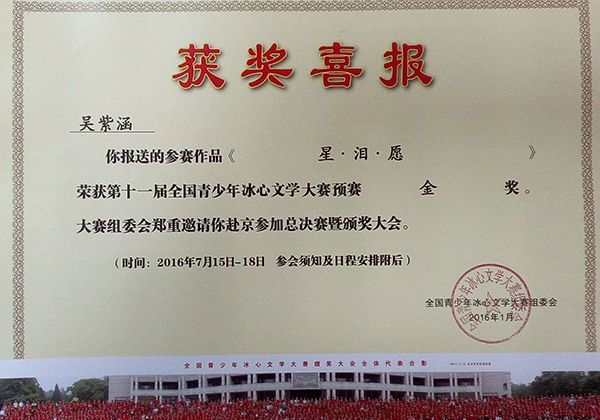 获奖喜报
吴紫涵
你报送的参赛作品《 星·泪·愿 》
荣获第十一届全国青少年冰心文学大赛预赛 金 奖。
大赛组委会郑重邀请你赴京参加总决赛暨颁奖大会。
(时间：2016年7月15日-18日 参会须知及日程安排附后)
全国青少年冰心文学大赛组委会
2016年1月
全国青少年冰心文学大赛颁奖大会全体代表合影